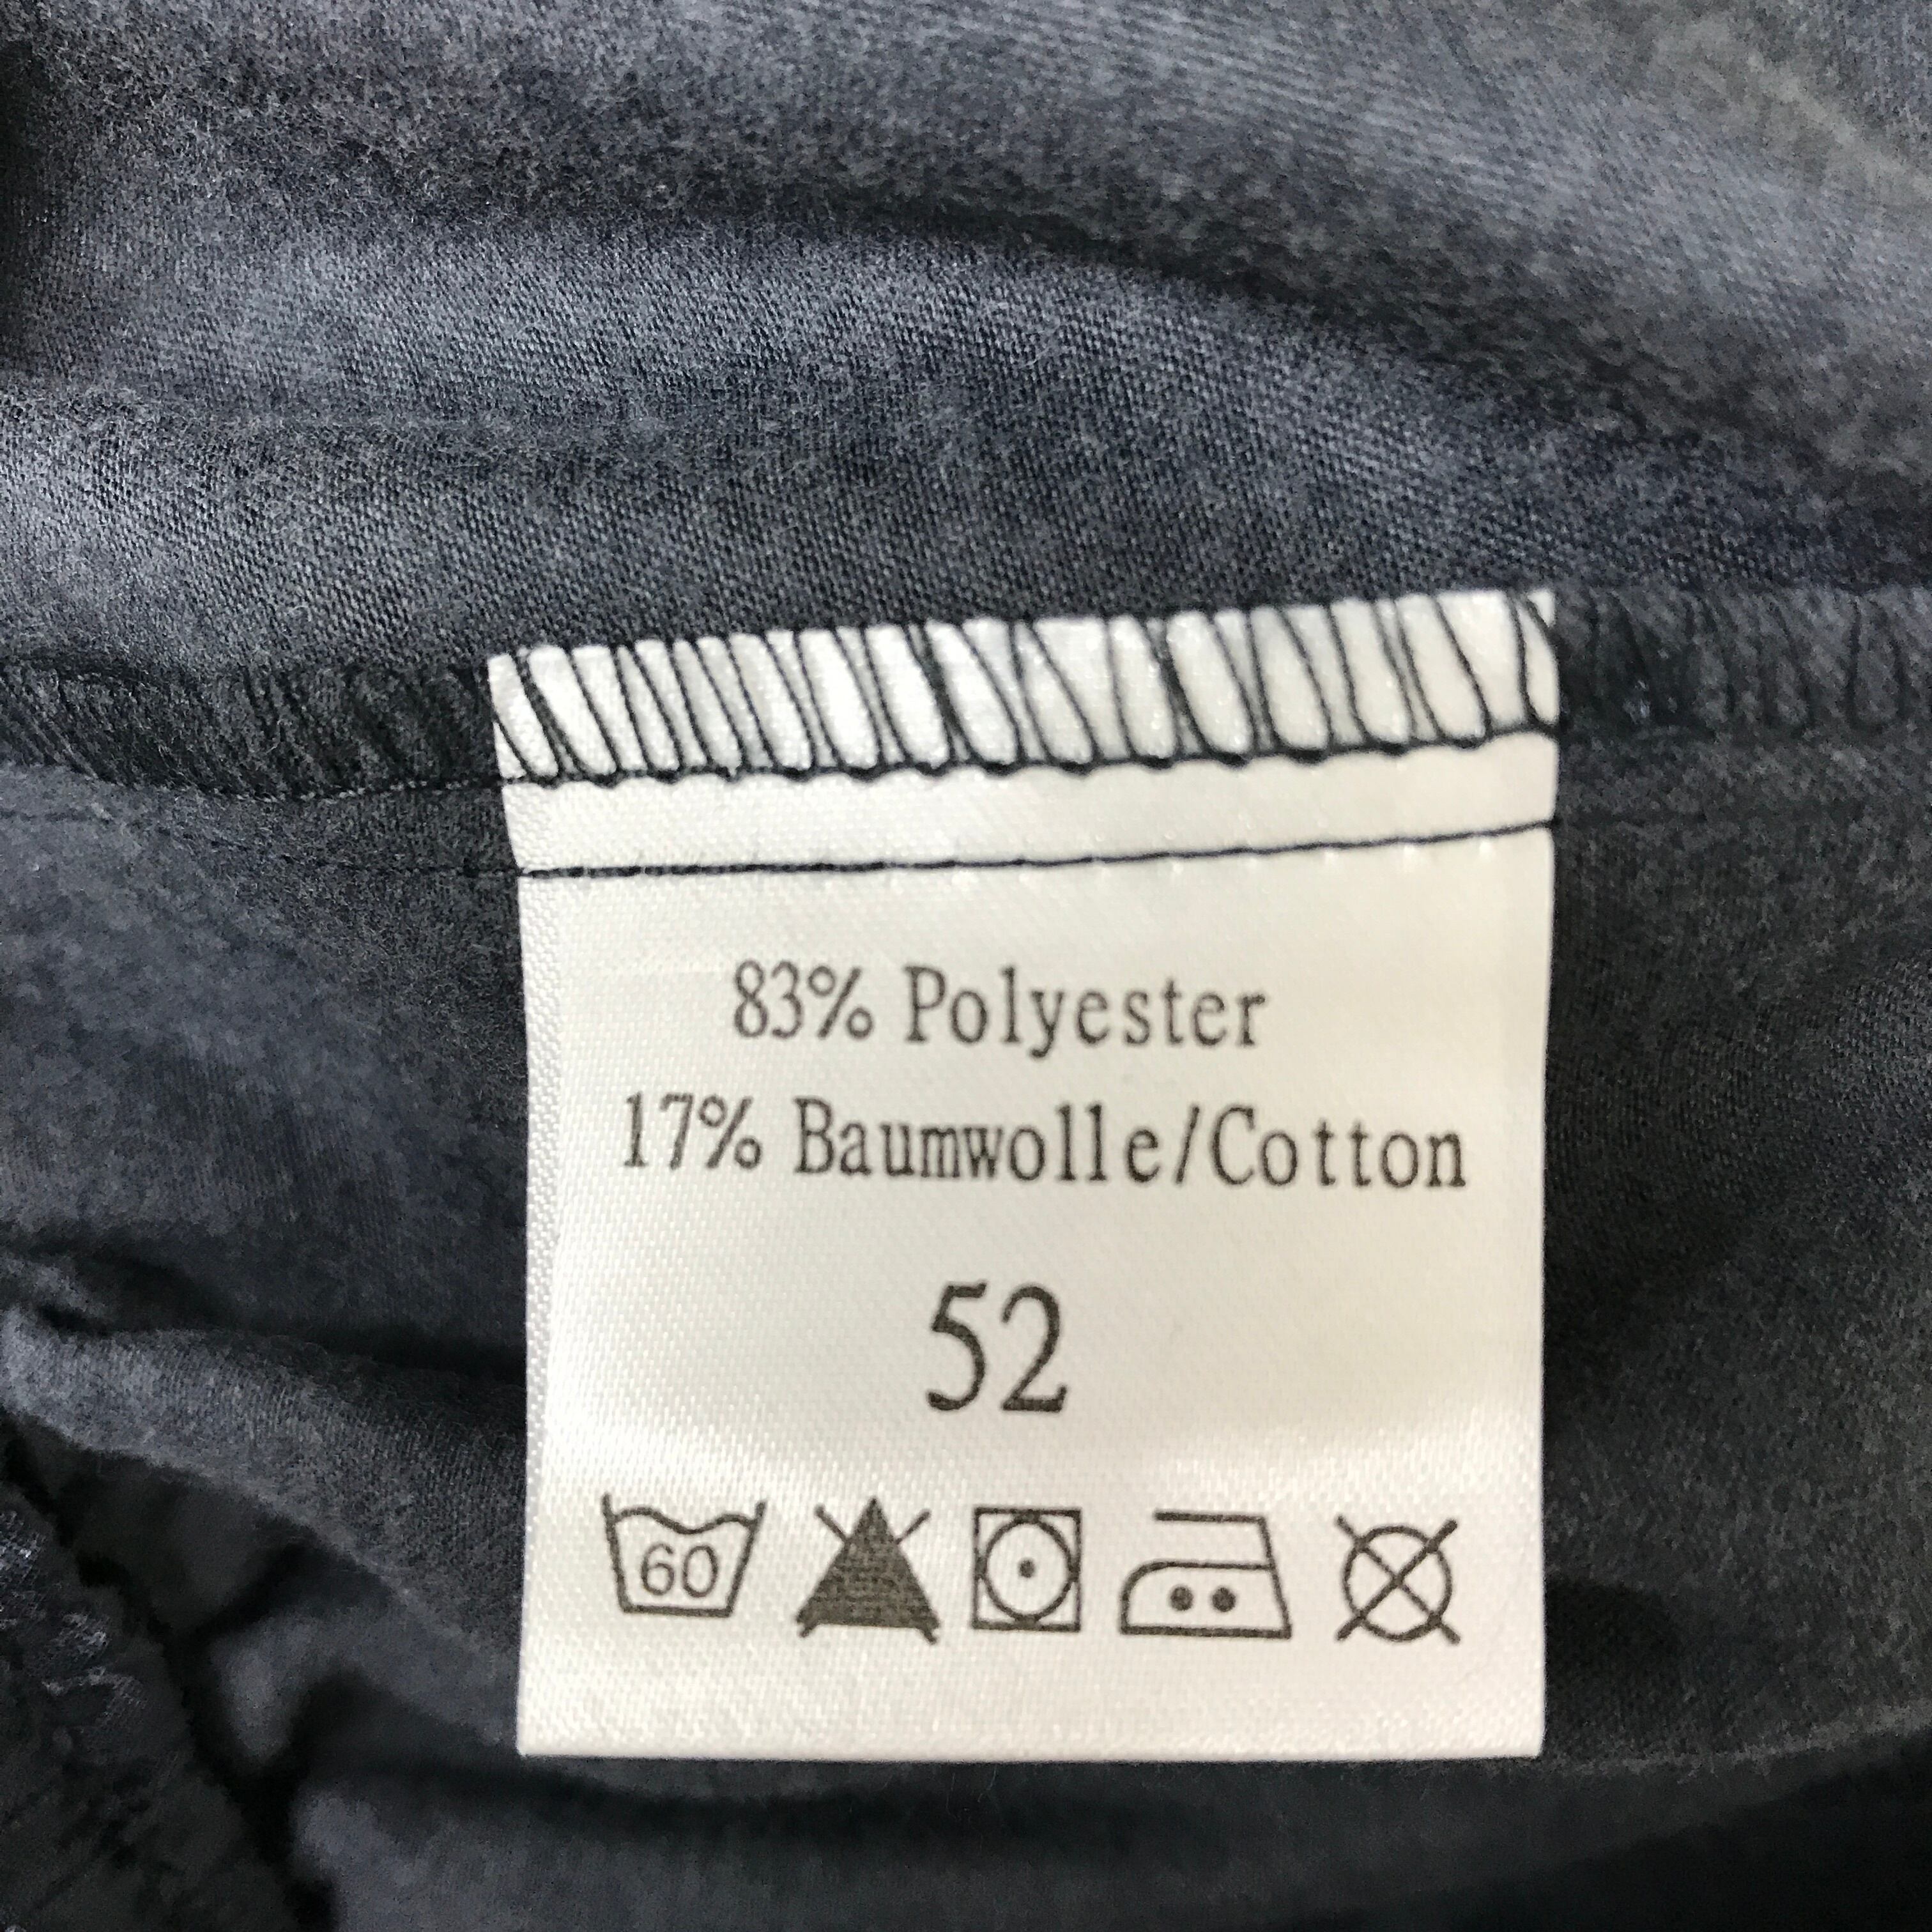 83% Polyester
17% Baumwolle/Cotton
52
60